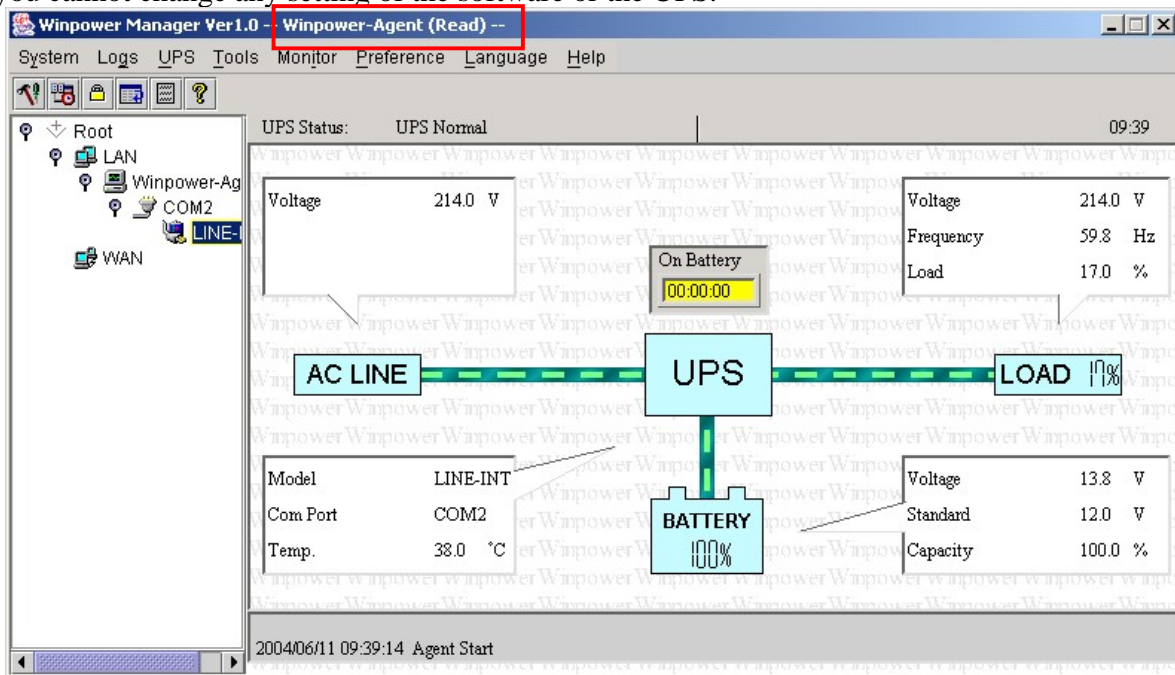 you cannot change any setting of the software or the UPS.
Winpower Manager Ver1.0 -- Winpower-Agent (Read) --
System Logs UPS Tools Monitor Preference Language Help
Root
LAN
Winpower-Ag
COM2
LINE-I
WAN
UPS Status: UPS Normal 09:39
Voltage 214.0 V
Voltage 214.0 V
Frequency 59.8 Hz
Load 17.0 %
On Battery
00:00:00
AC LINE
UPS
LOAD 17%
Model LINE-INT
Com Port COM2
Temp. 38.0 °C
BATTERY
100%
Voltage 13.8 V
Standard 12.0 V
Capacity 100.0 %
2004/06/11 09:39:14 Agent Start